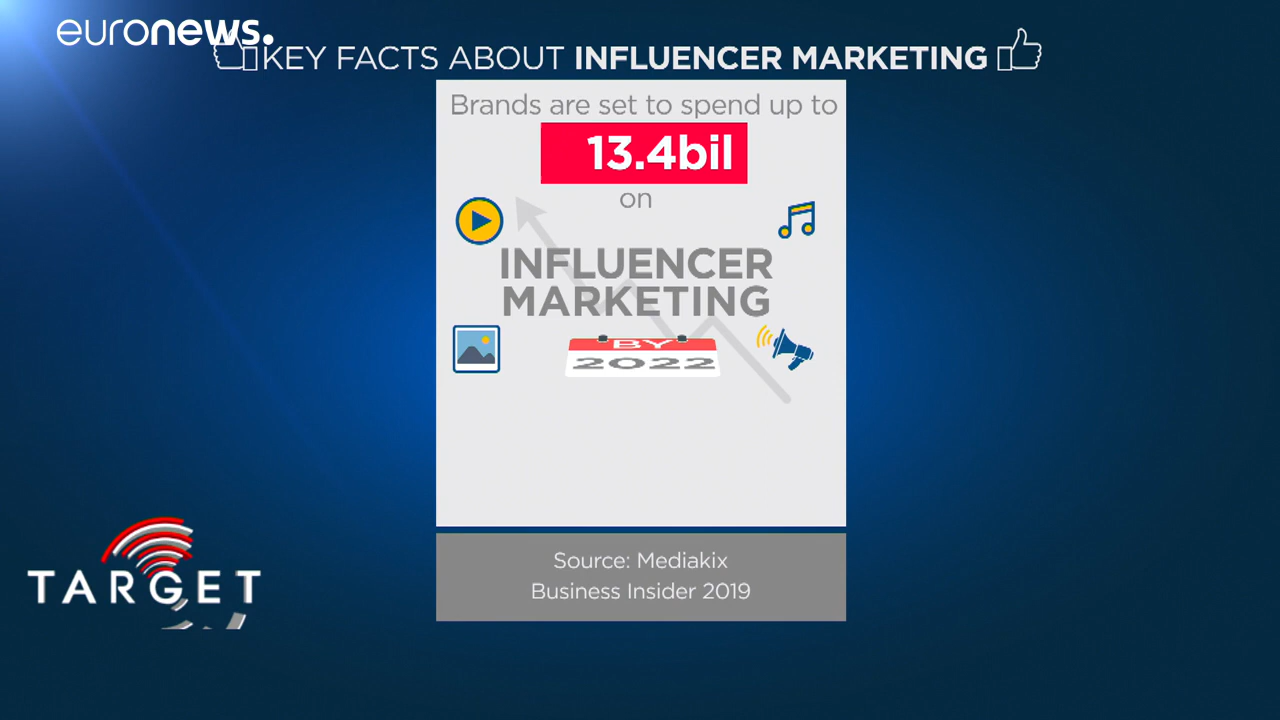 euronews.
KEY FACTS ABOUT INFLUENCER MARKETING
Brands are set to spend up to
13.4bil
on
INFLUENCER
MARKETING
BY
2022
Source: Mediakix
Business Insider 2019
TARGET